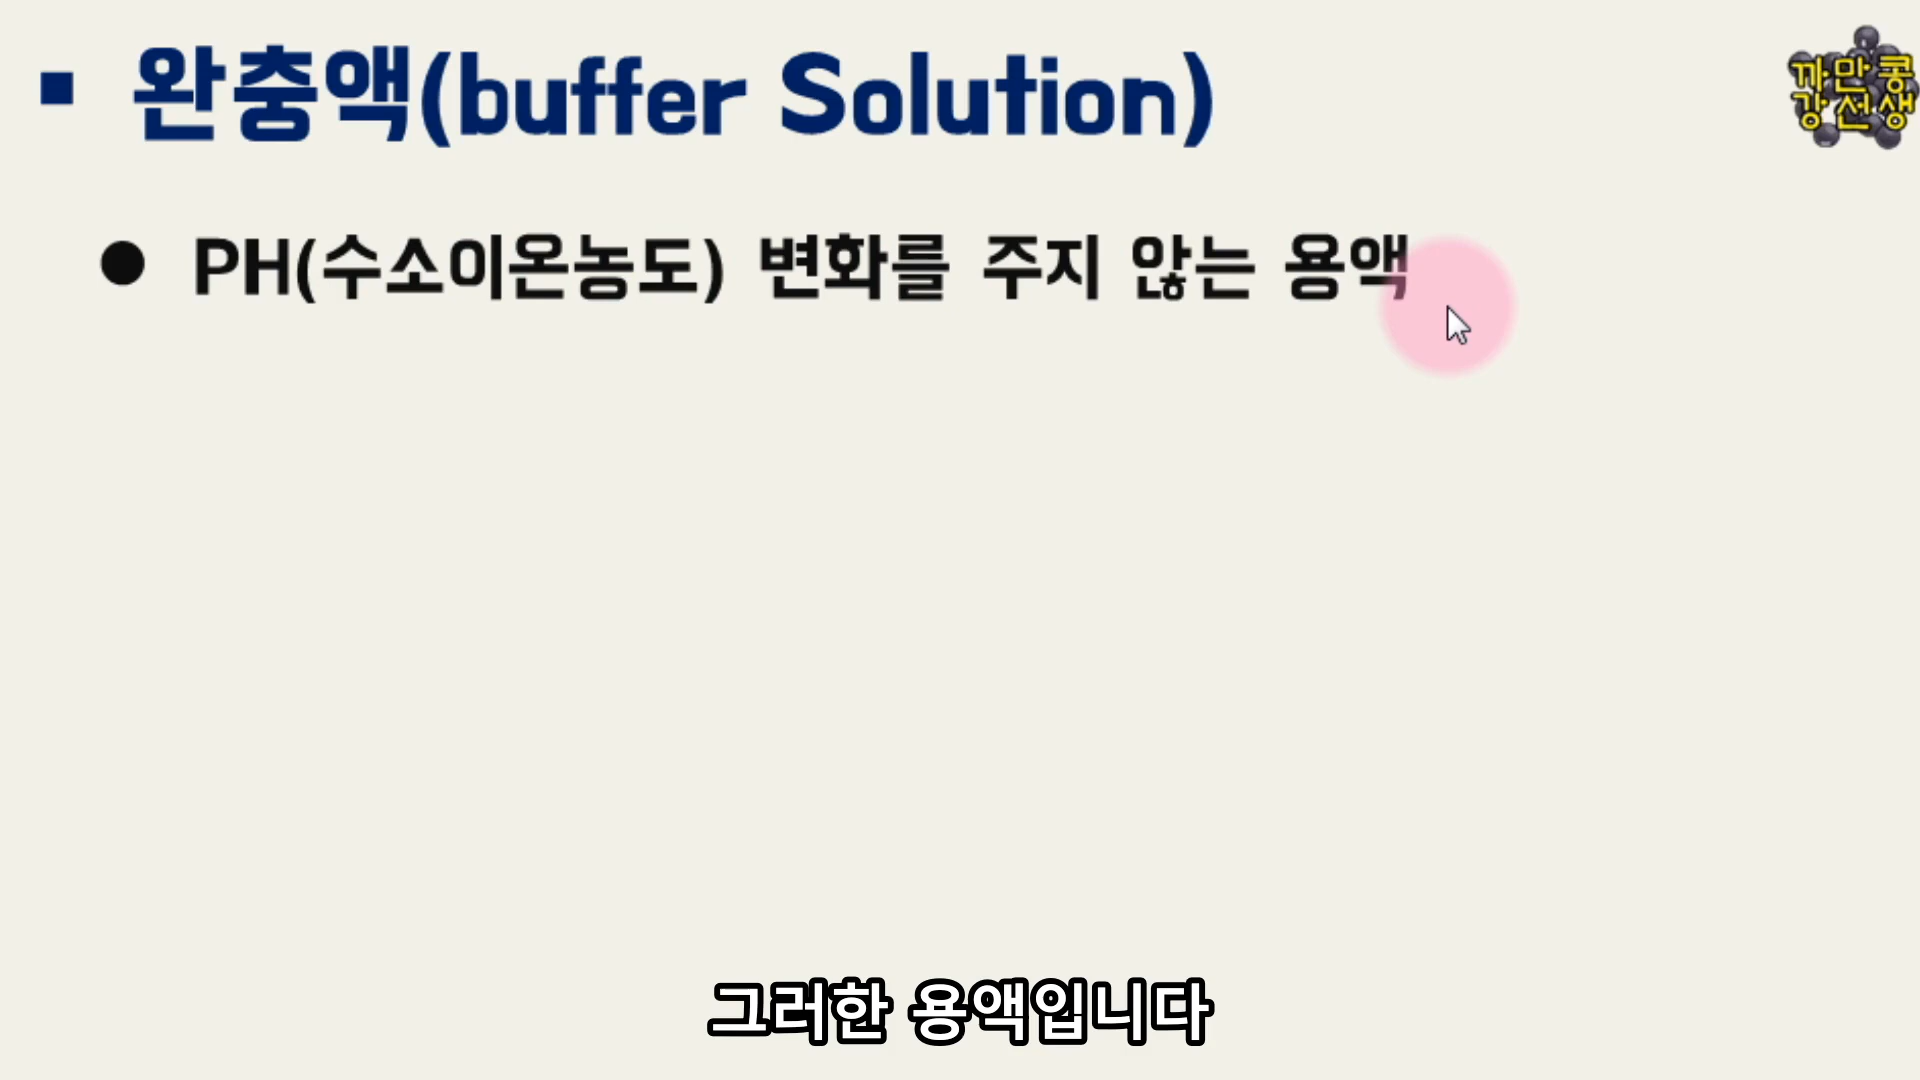 ▪ 완충액(buffer Solution)
까만콩
강선생
● PH(수소이온농도) 변화를 주지 않는 용액
그러한 용액입니다